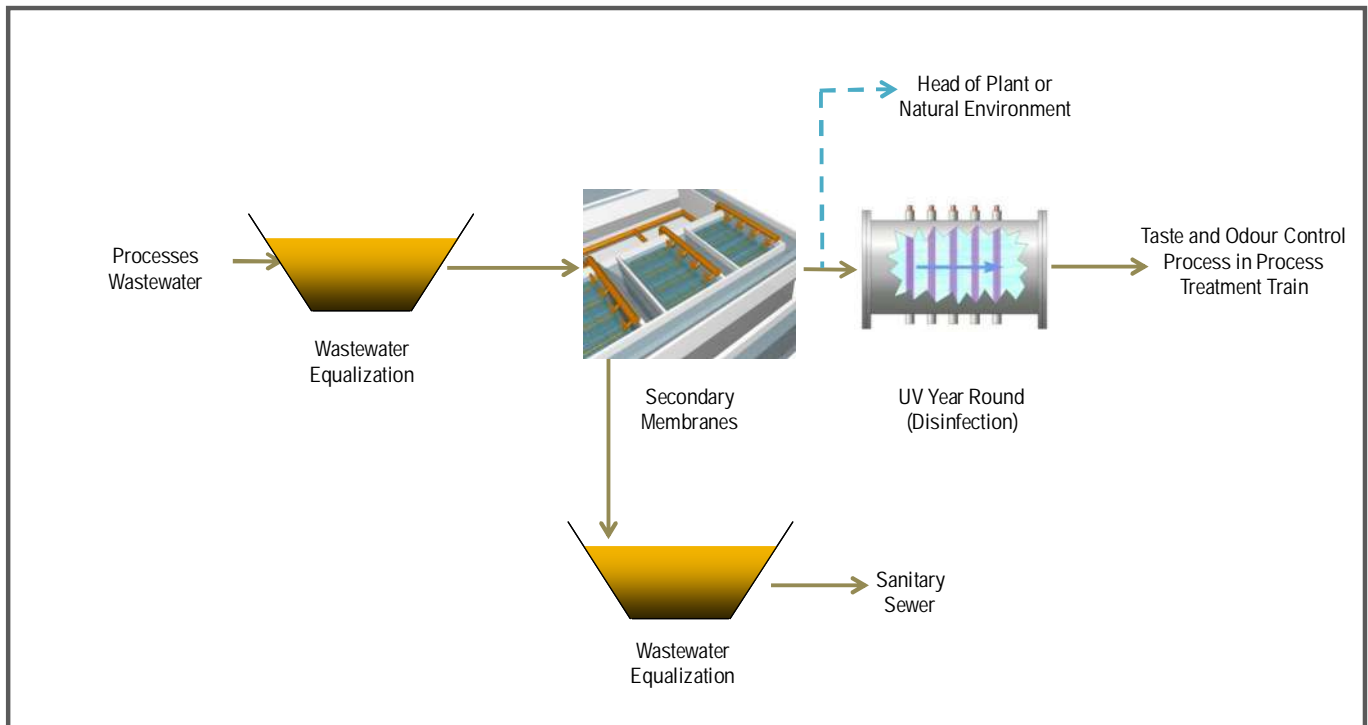 Head of Plant or
Natural Environment
Processes
Wastewater
Taste and Odour Control
Process in Process
Treatment Train
Wastewater
Equalization
Secondary
Membranes
UV Year Round
(Disinfection)
Sanitary
Sewer
Wastewater
Equalization